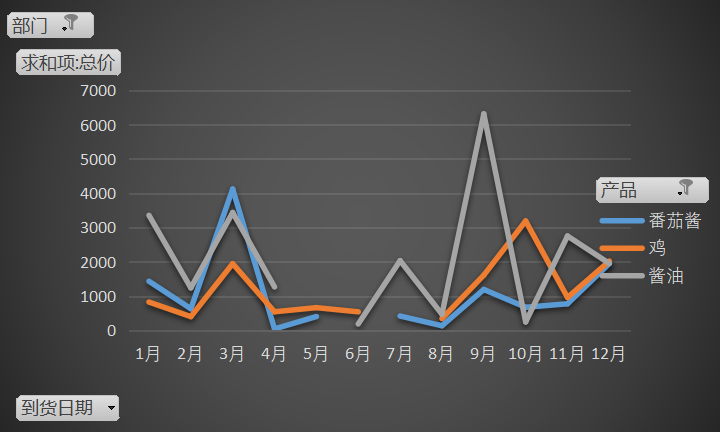 部门
求和项:总价
7000
6000
5000
4000
3000
2000
1000
0
1月 2月 3月 4月 5月 6月 7月 8月 9月 10月 11月 12月
产品
番茄酱
鸡
酱油
到货日期